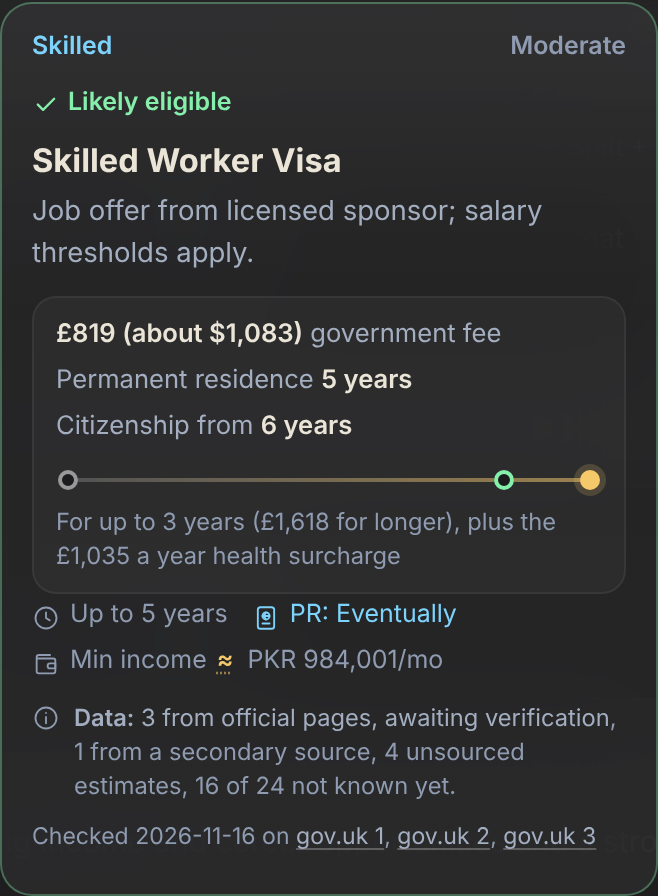 Skilled
Moderate
Likely eligible
Skilled Worker Visa
Job offer from licensed sponsor; salary
thresholds apply.
£819 (about $1,083) government fee
Permanent residence 5 years
Citizenship from 6 years
For up to 3 years (£1,618 for longer), plus the
£1,035 a year health surcharge
Up to 5 years PR: Eventually
Min income ≈ PKR 984,001/mo
Data: 3 from official pages, awaiting verification,
1 from a secondary source, 4 unsourced
estimates, 16 of 24 not known yet.
Checked 2026-11-16 on gov.uk 1, gov.uk 2, gov.uk 3